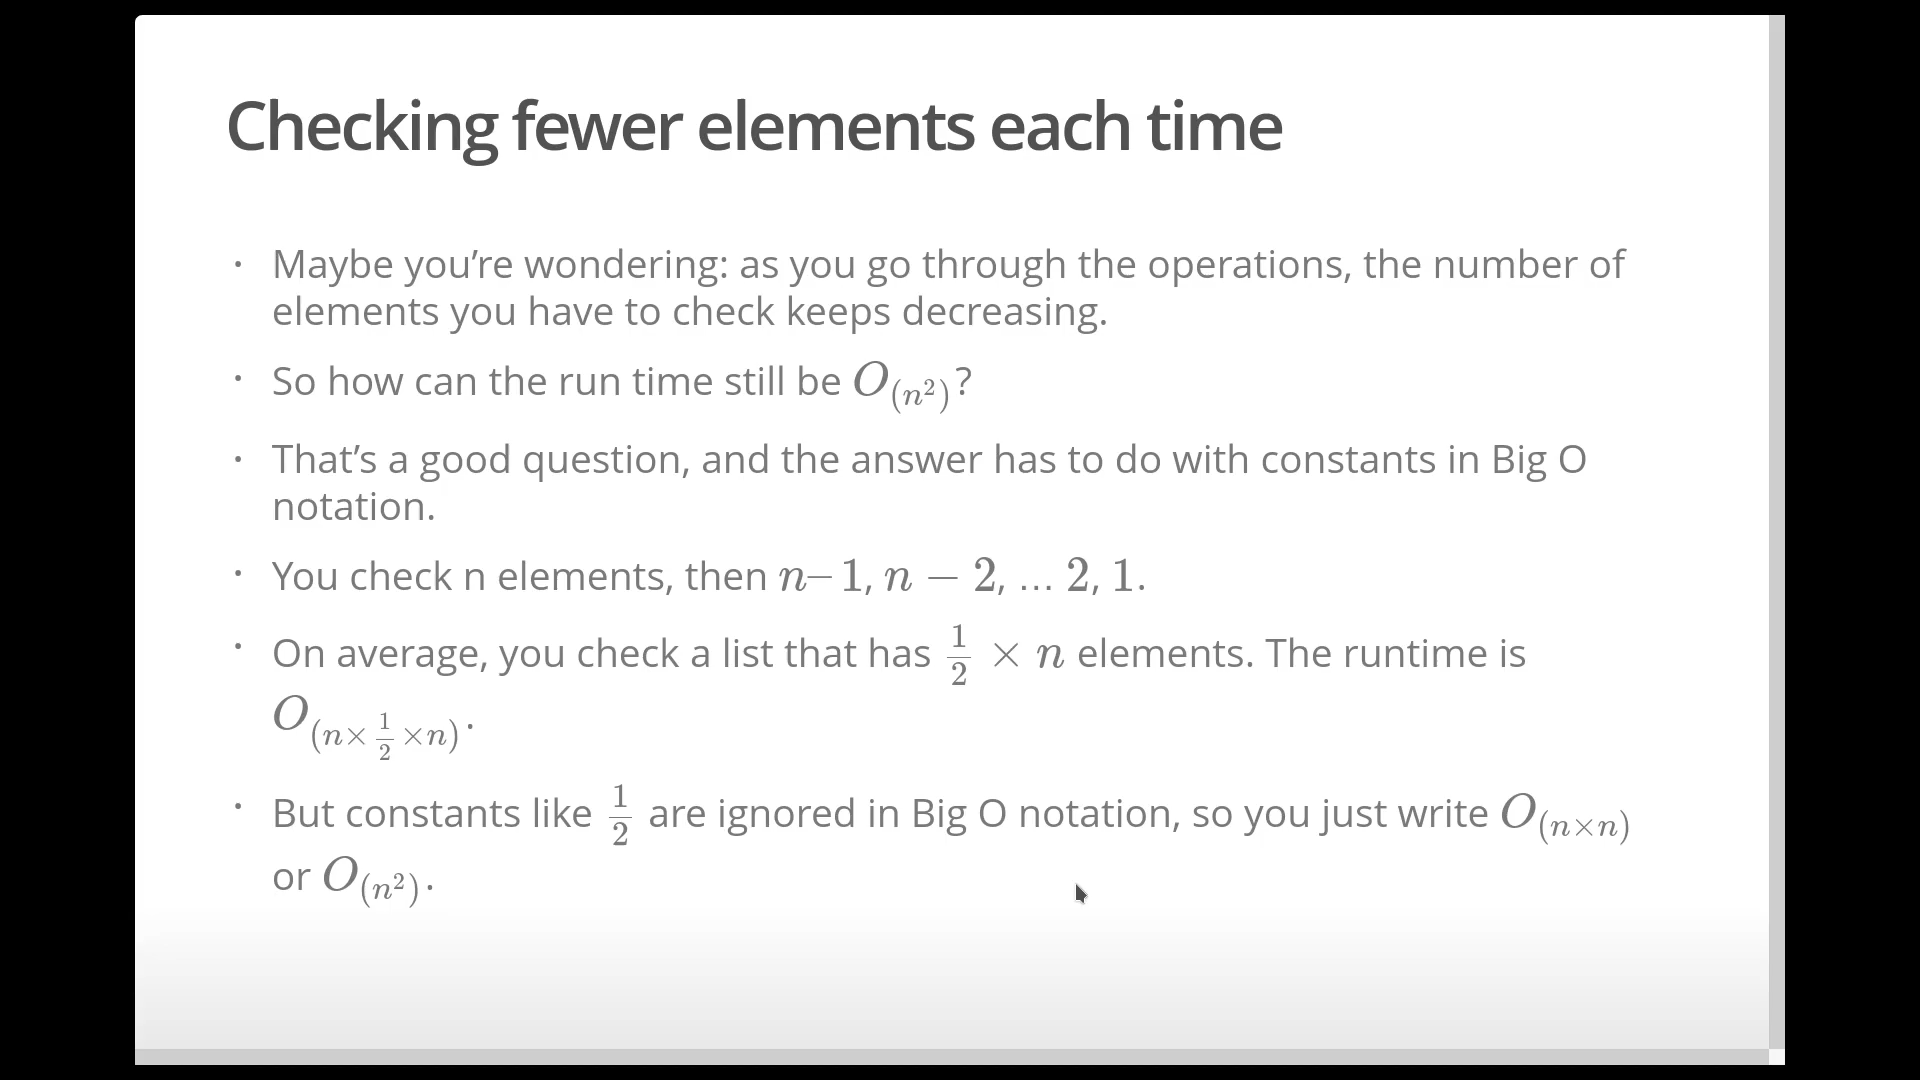 Checking fewer elements each time
· Maybe you’re wondering: as you go through the operations, the number of
elements you have to check keeps decreasing.
· So how can the run time still be O₍ₙ²₎?
· That’s a good question, and the answer has to do with constants in Big O
notation.
· You check n elements, then n– 1, n − 2, … 2, 1.
· On average, you check a list that has 1/2 × n elements. The runtime is
O_(n× 1/2 ×n).
· But constants like 1/2 are ignored in Big O notation, so you just write O_(n×n)
or O_(n²).